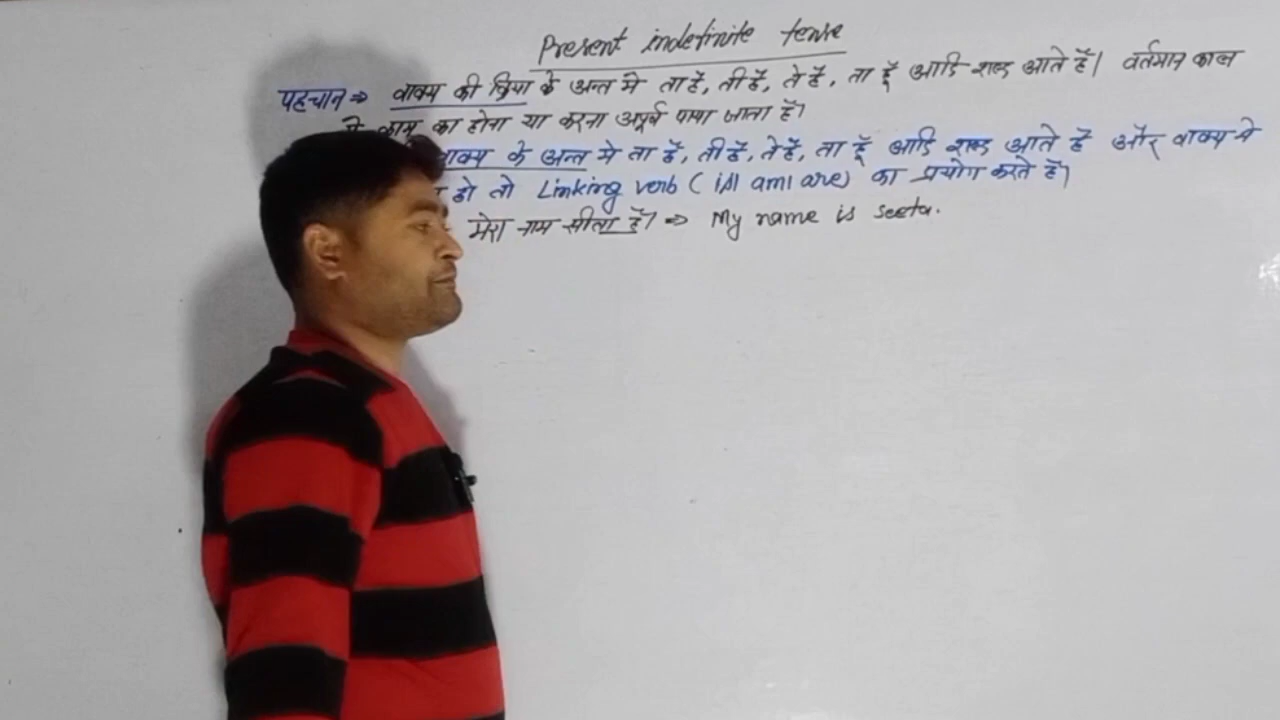 Present indefinite tense
पहचान ⇒ वाक्य की क्रिया के अन्त मे ता है, ती है, ते है, ता हूँ आदि शब्द आते है। वर्तमान काल
मे काम का होना या करना अपूर्व पाया जाता है।
वाक्य के अन्त मे ता है, ती है, ते है, ता हूँ आदि शब्द आते है और वाक्य मे
हो तो Linking verb ( is। am। are) का प्रयोग करते है।
मेरा नाम सीता है। ⇒ My name is seeta.